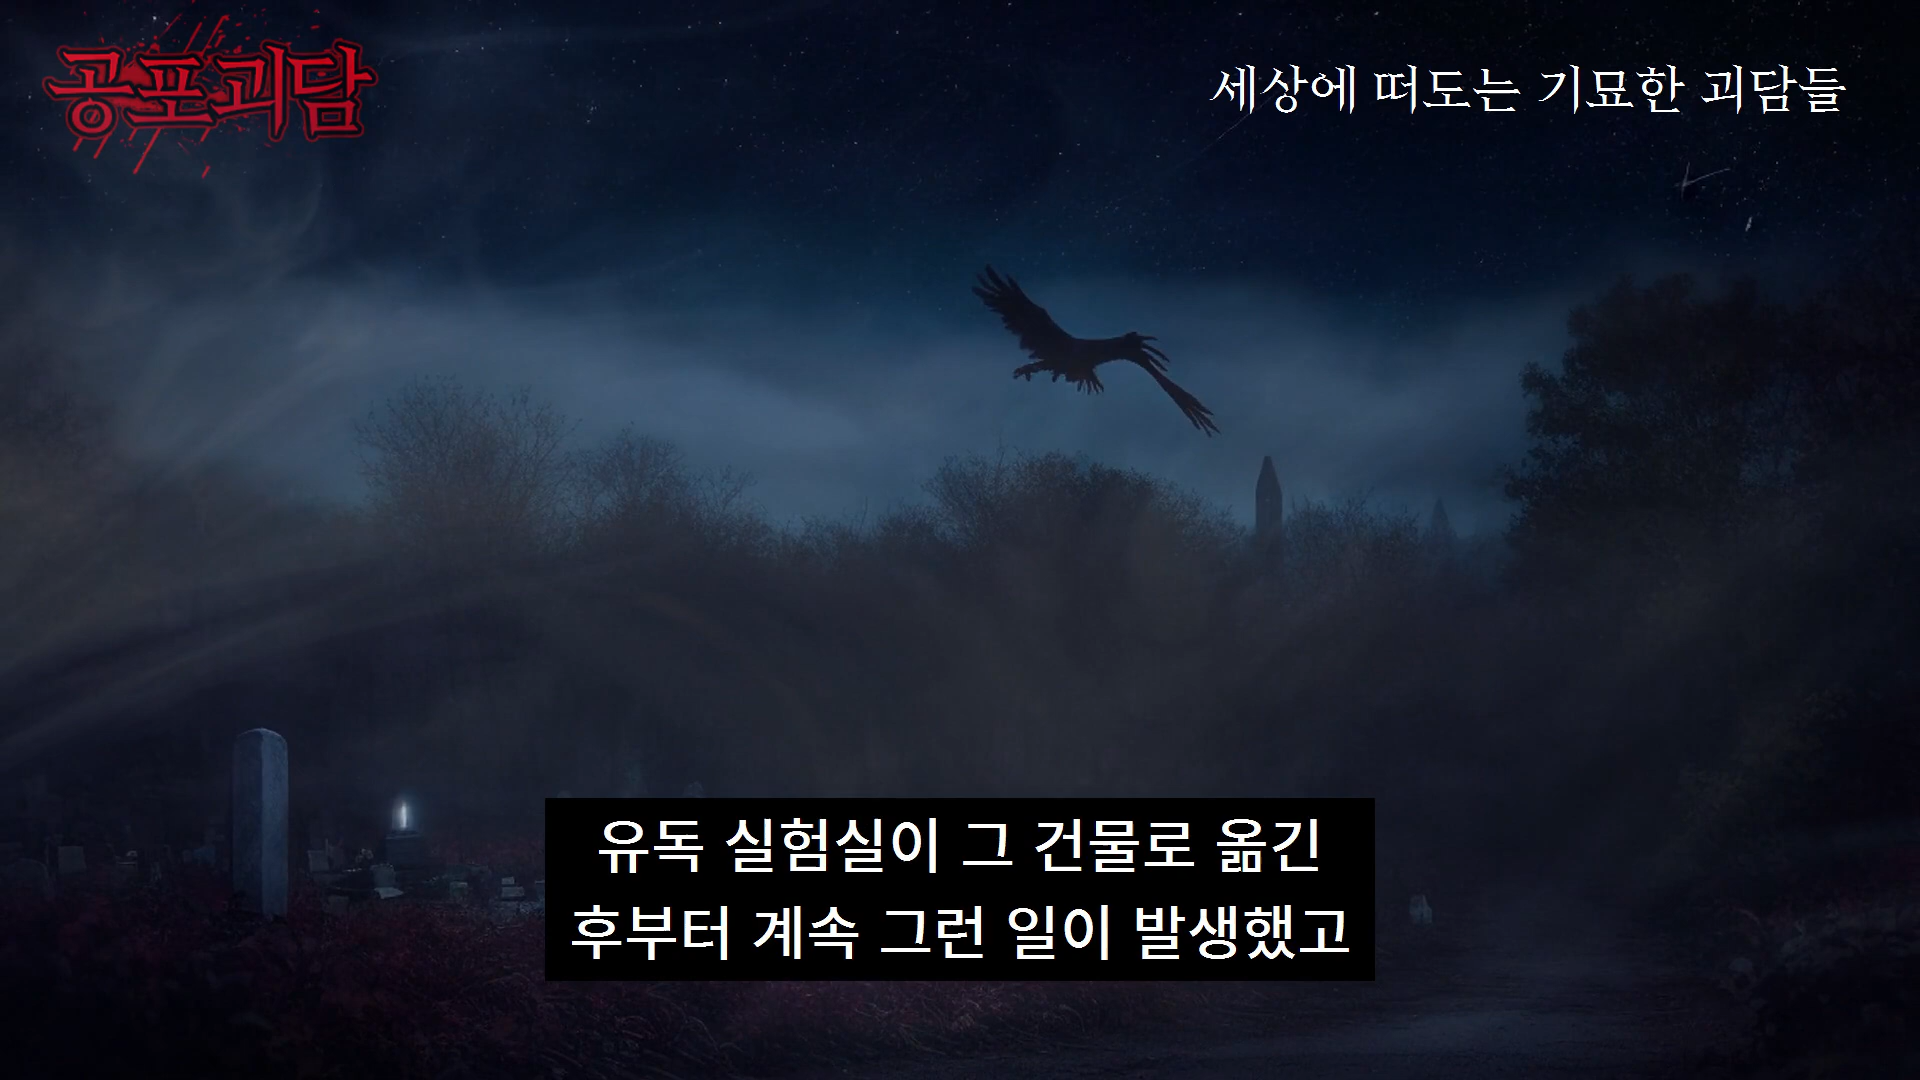 공포괴담
세상에 떠도는 기묘한 괴담들
유독 실험실이 그 건물로 옮긴
후부터 계속 그런 일이 발생했고